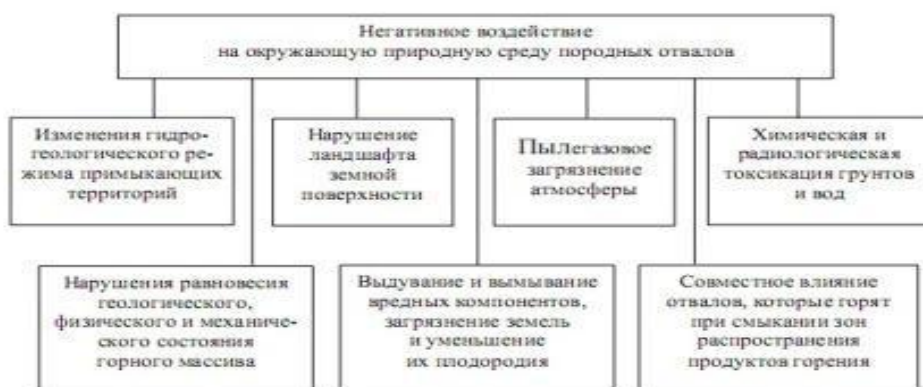 Негативное воздействие
на окружающую природную среду породных отвалов
Изменения гидро-
геологического ре-
жима примыкающих
территорий
Нарушение
ландшафта
земной
поверхности
Пылегазовое
загрязнение
атмосферы
Химическая и
радиологическая
токсикация грунтов
и вод
Нарушения равновесия
геологического,
физического и механиче-
ского состояния
горного массива
Выдувание и вымывание
вредных компонентов,
загрязнение земель
и уменьшение
их плодородия
Совместное влияние
отвалов, которые горят
при смыкании зон
распространения
продуктов горения